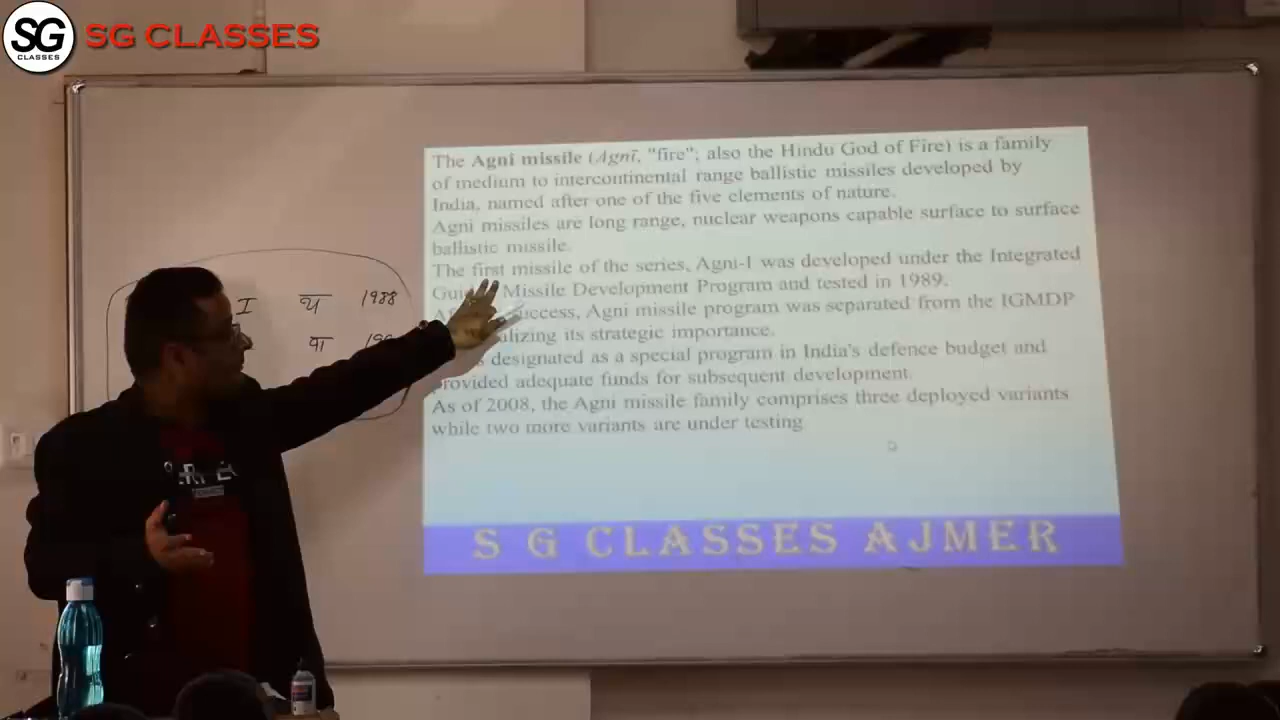 SG
CLASSES
SG CLASSES
The Agni missile (Agnī, "fire"; also the Hindu God of Fire) is a family
of medium to intercontinental range ballistic missiles developed by
India, named after one of the five elements of nature.
Agni missiles are long range, nuclear weapons capable surface to surface
ballistic missile.
The first missile of the series, Agni-I was developed under the Integrated
Missile Development Program and tested in 1989.
success, Agni missile program was separated from the IGMDP
its strategic importance.
designated as a special program in India's defence budget and
provided adequate funds for subsequent development.
As of 2008, the Agni missile family comprises three deployed variants
while two more variants are under testing
I थ 1988
पा
S G CLASSES AJMER